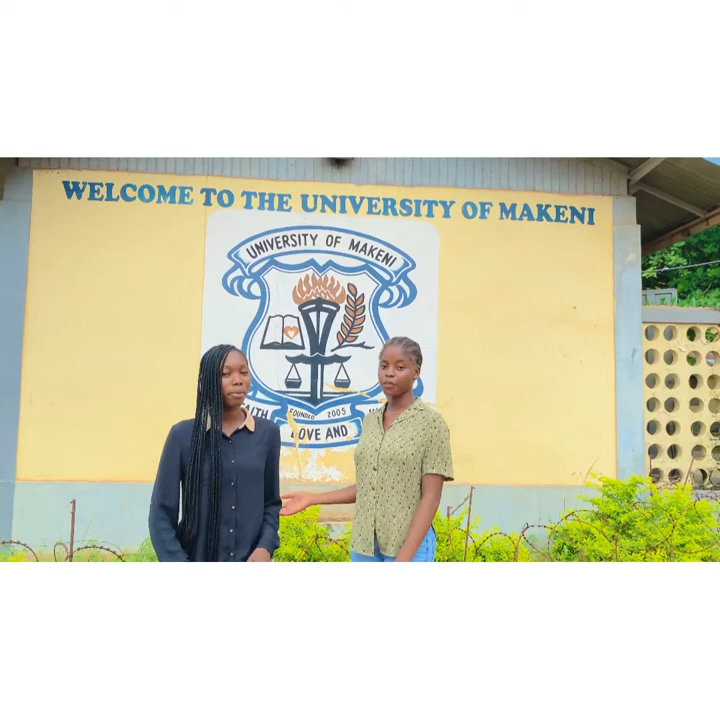 WELCOME TO THE UNIVERSITY OF MAKENI
UNIVERSITY OF MAKENI
FOUNDED 2005
LOVE AND